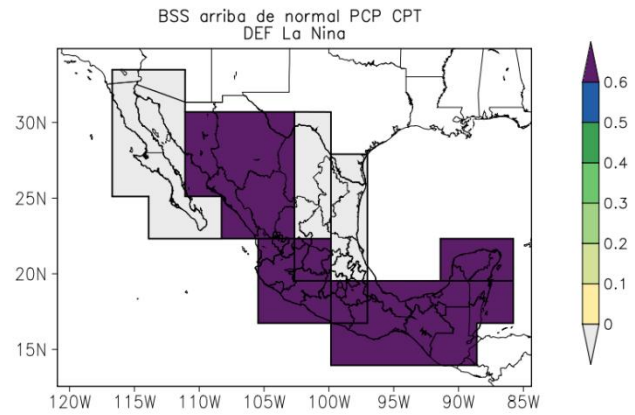 BSS arriba de normal PCP CPT
DEF La Nina
30N
25N
20N
15N
120W 115W 110W 105W 100W 95W 90W 85W
0.6
0.5
0.4
0.3
0.2
0.1
0